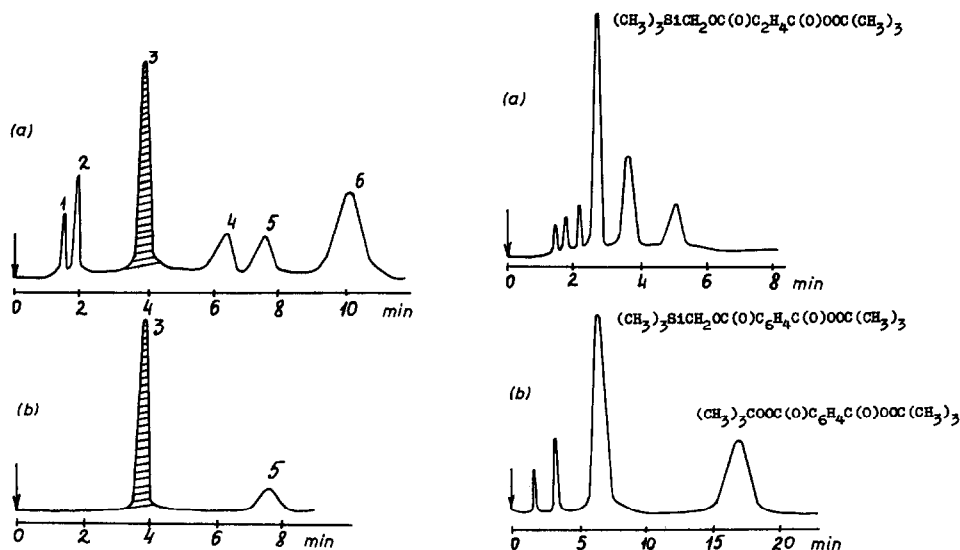 (a)
1
2
3
4
5
6
0 2 4 6 8 10 min
(b)
3
5
0 2 4 6 8 min
(a)
(CH3)3SiCH2OC(O)C2H4C(O)OOC(CH3)3
0 2 4 6 8 min
(b)
(CH3)3SiCH2OC(O)C6H4C(O)OOC(CH3)3
(CH3)3COOC(O)C6H4C(O)OOC(CH3)3
0 5 10 15 20 min